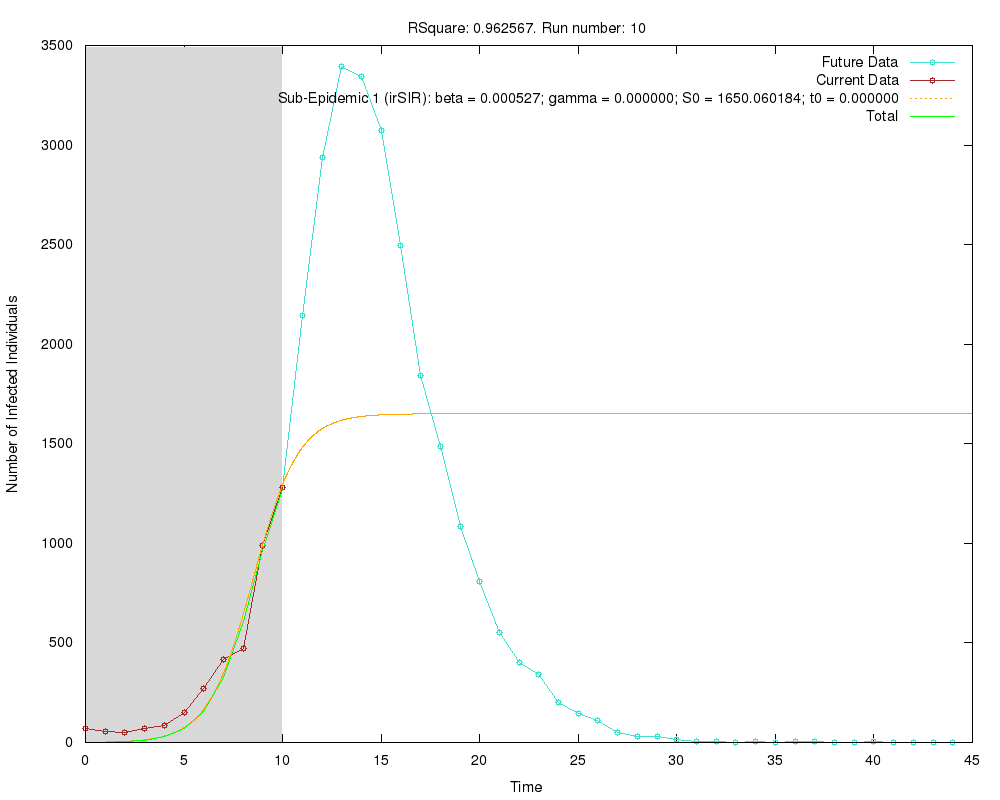 RSquare: 0.962567. Run number: 10
Future Data
Current Data
Sub-Epidemic 1 (irSIR): beta = 0.000527; gamma = 0.000000; S0 = 1650.060184; t0 = 0.000000
Total
Number of Infected Individuals
3500
3000
2500
2000
1500
1000
500
0
0 5 10 15 20 25 30 35 40 45
Time